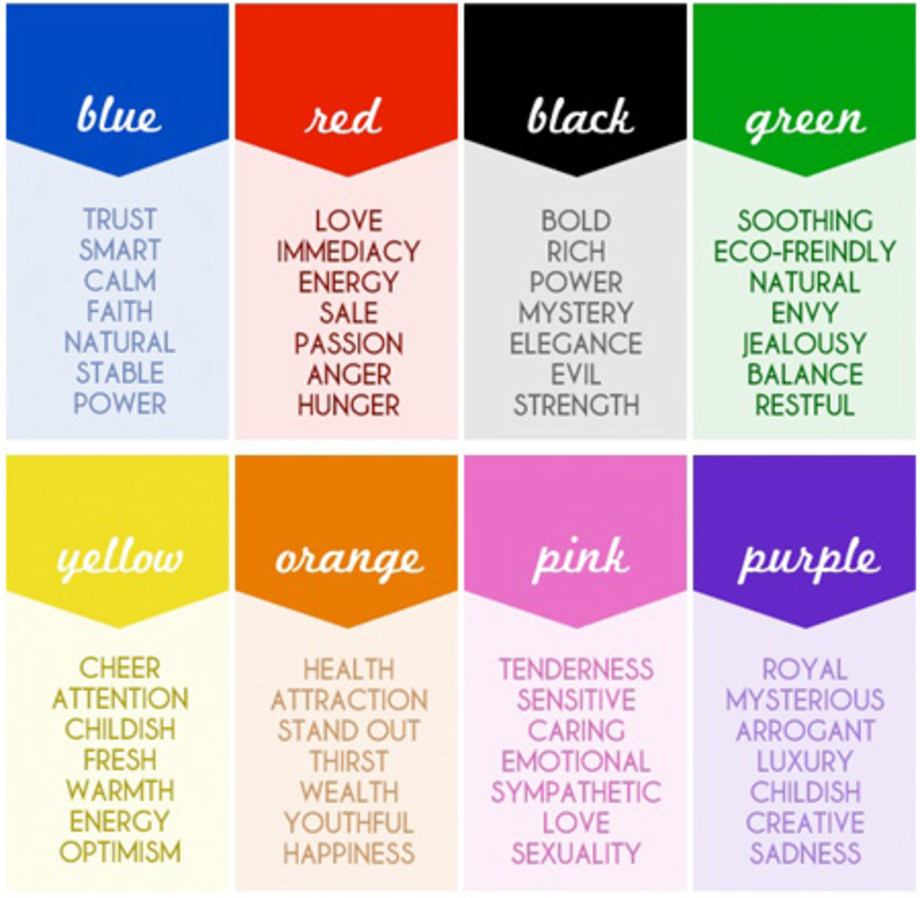 blue
TRUST
SMART
CALM
FAITH
NATURAL
STABLE
POWER
red
LOVE
IMMEDIACY
ENERGY
SALE
PASSION
ANGER
HUNGER
black
BOLD
RICH
POWER
MYSTERY
ELEGANCE
EVIL
STRENGTH
green
SOOTHING
ECO-FREINDLY
NATURAL
ENVY
JEALOUSY
BALANCE
RESTFUL
yellow
CHEER
ATTENTION
CHILDISH
FRESH
WARMTH
ENERGY
OPTIMISM
orange
HEALTH
ATTRACTION
STAND OUT
THIRST
WEALTH
YOUTHFUL
HAPPINESS
pink
TENDERNESS
SENSITIVE
CARING
EMOTIONAL
SYMPATHETIC
LOVE
SEXUALITY
purple
ROYAL
MYSTERIOUS
ARROGANT
LUXURY
CHILDISH
CREATIVE
SADNESS